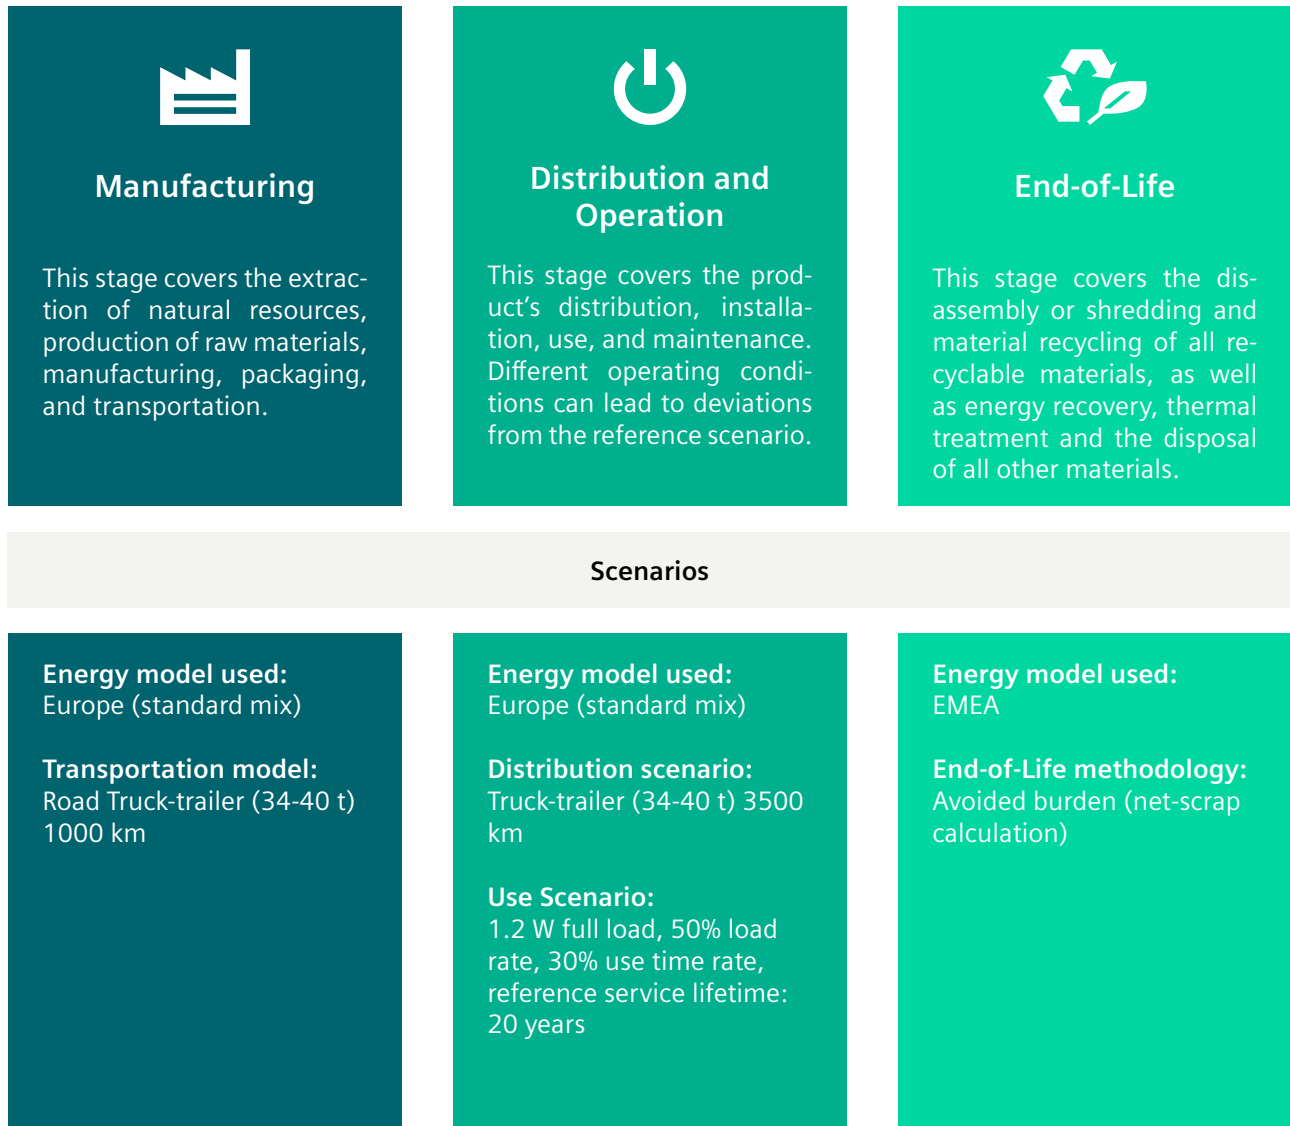 Manufacturing
This stage covers the extrac-
tion of natural resources,
production of raw materials,
manufacturing, packaging,
and transportation.
Distribution and
Operation
This stage covers the prod-
uct’s distribution, installa-
tion, use, and maintenance.
Different operating condi-
tions can lead to deviations
from the reference scenario.
End-of-Life
This stage covers the dis-
assembly or shredding and
material recycling of all re-
cyclable materials, as well
as energy recovery, thermal
treatment and the disposal
of all other materials.
Scenarios
Energy model used:
Europe (standard mix)
Transportation model:
Road Truck-trailer (34-40 t)
1000 km
Energy model used:
Europe (standard mix)
Distribution scenario:
Truck-trailer (34-40 t) 3500
km
Use Scenario:
1.2 W full load, 50% load
rate, 30% use time rate,
reference service lifetime:
20 years
Energy model used:
EMEA
End-of-Life methodology:
Avoided burden (net-scrap
calculation)